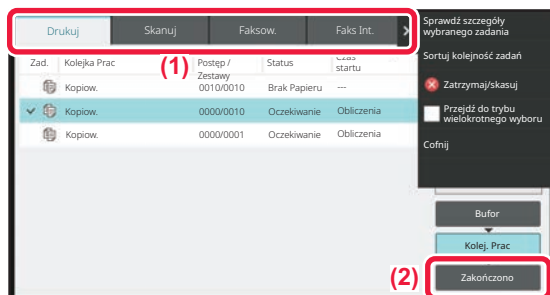 Drukuj Skanuj Faksow. Faks Int.
Zad. Kolejka Prac (1) Postęp / Zestawy Status Czas startu
Kopiow. 0010/0010 Brak Papieru ---
Kopiow. 0000/0010 Oczekiwanie Obliczenia
Kopiow. 0000/0001 Oczekiwanie Obliczenia
Sprawdź szczegóły
wybranego zadania
Sortuj kolejność zadań
Zatrzymaj/skasuj
Przejdź do trybu
wielokrotnego wyboru
Cofnij
Bufor
Kolej. Prac
(2) Zakończono